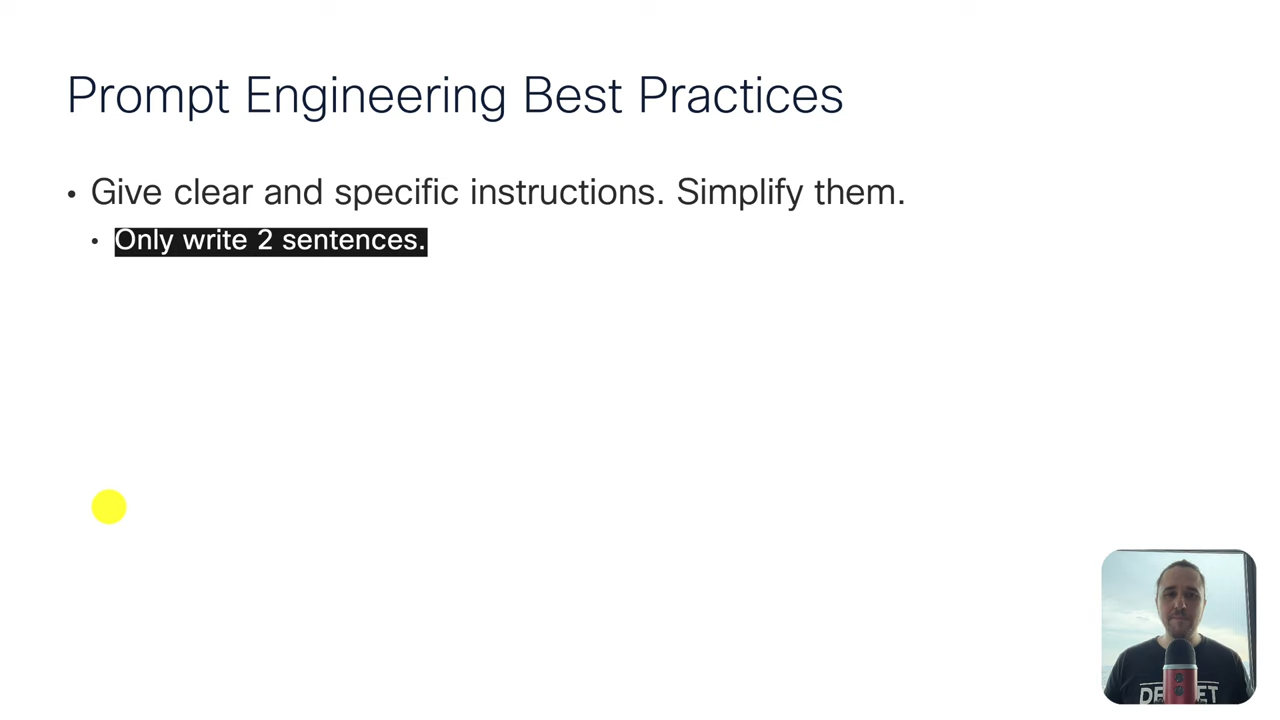 Prompt Engineering Best Practices
• Give clear and specific instructions. Simplify them.
• Only write 2 sentences.